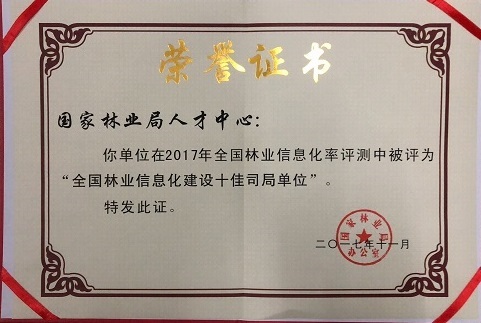 荣誉证书
国家林业局人才中心:
你单位在2017年全国林业信息化率评测中被评为
“全国林业信息化建设十佳司局单位”。
特发此证。
二〇一七年十一月